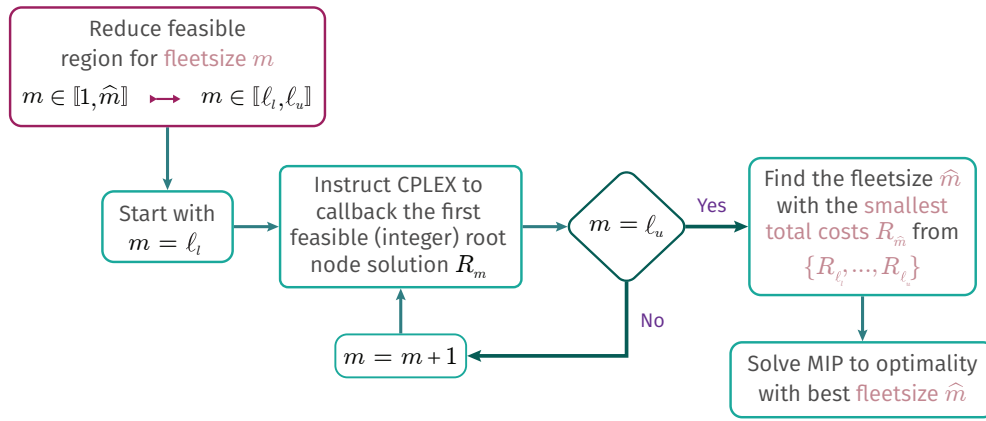 Reduce feasible
region for fleetsize m
m ∈ ⟦1,m̂⟧ ↣ m ∈ ⟦ℓ_l,ℓ_u⟧
Start with
m = ℓ_l
Instruct CPLEX to
callback the first
feasible (integer) root
node solution R_m
m = ℓ_u
Yes
No
m = m+1
Find the fleetsize m̂
with the smallest
total costs R_m̂ from
{R_ℓ_l,...,R_ℓ_u}
Solve MIP to optimality
with best fleetsize m̂